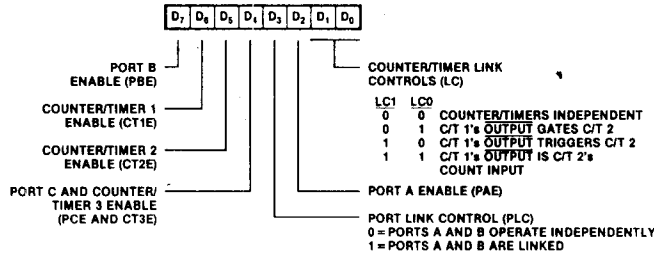 D7 D6 D5 D4 D3 D2 D1 D0
PORT B
ENABLE (PBE)
COUNTER/TIMER 1
ENABLE (CT1E)
COUNTER/TIMER 2
ENABLE (CT2E)
PORT C AND COUNTER/
TIMER 3 ENABLE
(PCE AND CT3E)
COUNTER/TIMER LINK
CONTROLS (LC)
LC1 LC0
0 0 COUNTER/TIMERS INDEPENDENT
0 1 C/T 1's OUTPUT GATES C/T 2
1 0 C/T 1's OUTPUT TRIGGERS C/T 2
1 1 C/T 1's OUTPUT IS C/T 2's
COUNT INPUT
PORT A ENABLE (PAE)
PORT LINK CONTROL (PLC)
0 = PORTS A AND B OPERATE INDEPENDENTLY
1 = PORTS A AND B ARE LINKED